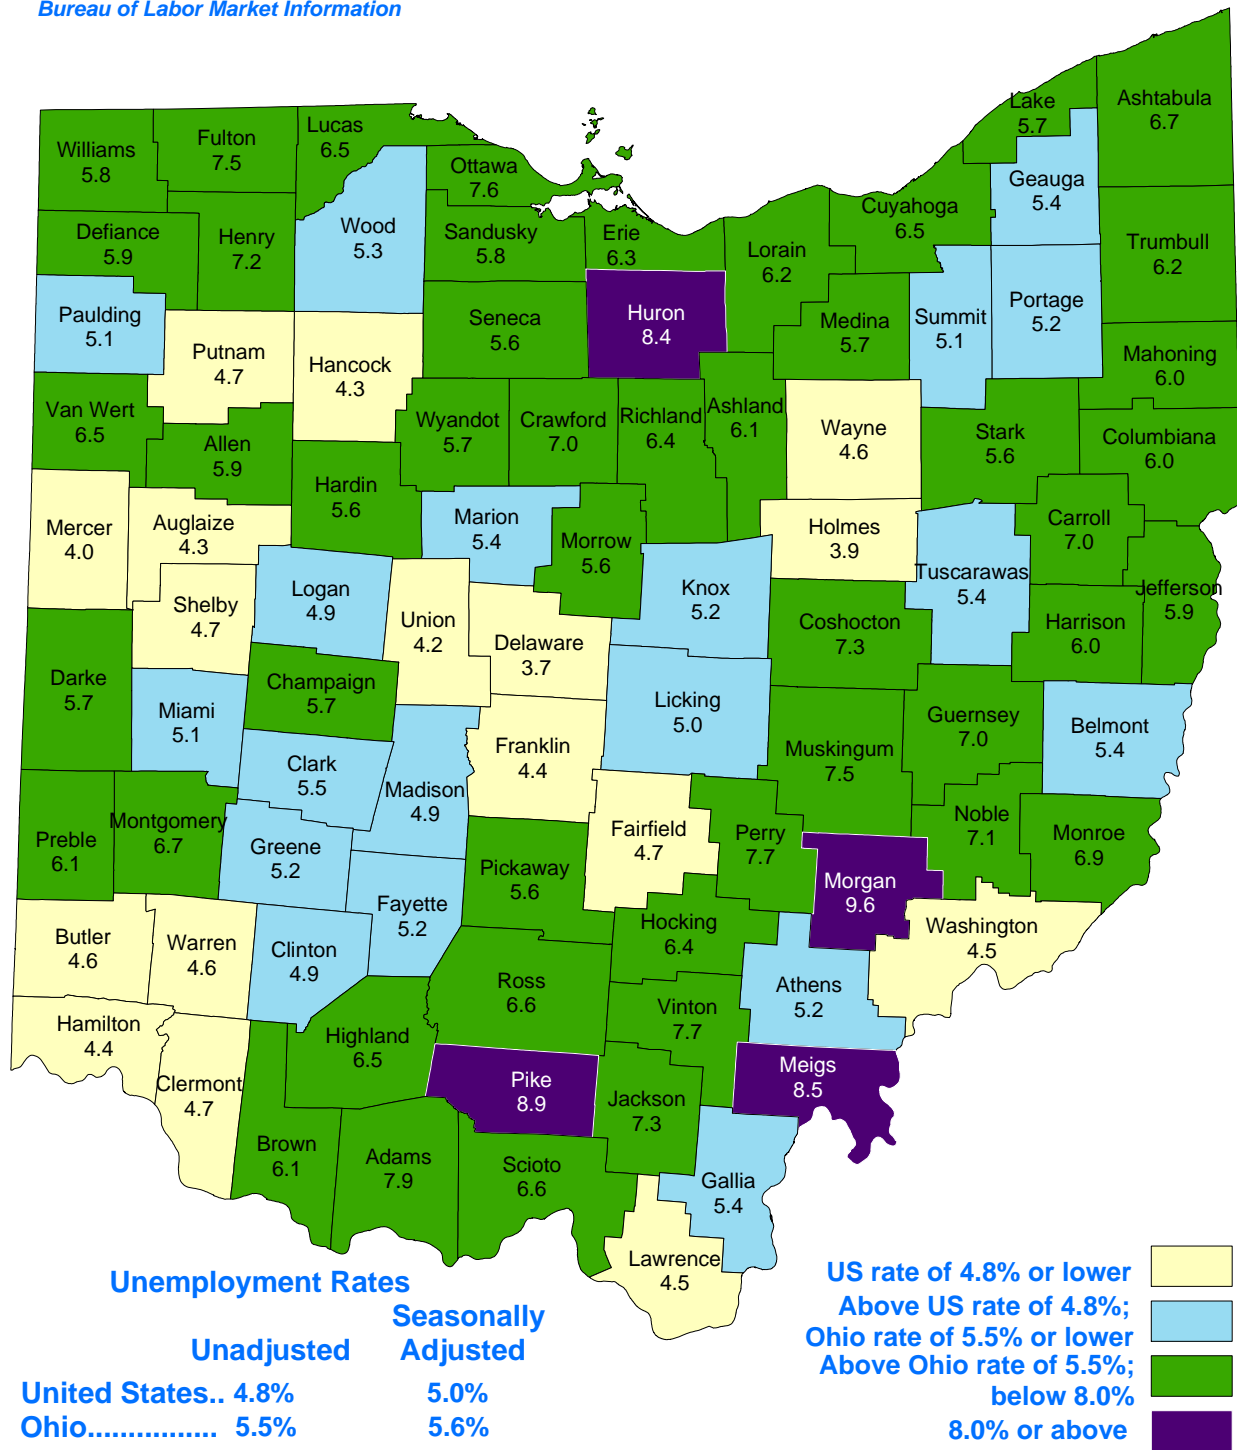 Bureau of Labor Market Information
Lake
5.7
Ashtabula
6.7
Williams
5.8
Fulton
7.5
Lucas
6.5
Ottawa
7.6
Geauga
5.4
Defiance
5.9
Henry
7.2
Wood
5.3
Sandusky
5.8
Erie
6.3
Lorain
6.2
Cuyahoga
6.5
Trumbull
6.2
Paulding
5.1
Putnam
4.7
Hancock
4.3
Seneca
5.6
Huron
8.4
Medina
5.7
Summit
5.1
Portage
5.2
Mahoning
6.0
Van Wert
6.5
Allen
5.9
Wyandot
5.7
Crawford
7.0
Richland
6.4
Ashland
6.1
Wayne
4.6
Stark
5.6
Columbiana
6.0
Mercer
4.0
Auglaize
4.3
Hardin
5.6
Marion
5.4
Morrow
5.6
Holmes
3.9
Tuscarawas
5.4
Carroll
7.0
Jefferson
5.9
Shelby
4.7
Logan
4.9
Union
4.2
Delaware
3.7
Knox
5.2
Coshocton
7.3
Harrison
6.0
Darke
5.7
Miami
5.1
Champaign
5.7
Licking
5.0
Guernsey
7.0
Belmont
5.4
Clark
5.5
Madison
4.9
Franklin
4.4
Muskingum
7.5
Preble
6.1
Montgomery
6.7
Greene
5.2
Fairfield
4.7
Perry
7.7
Noble
7.1
Monroe
6.9
Fayette
5.2
Pickaway
5.6
Morgan
9.6
Washington
4.5
Butler
4.6
Warren
4.6
Clinton
4.9
Hocking
6.4
Athens
5.2
Ross
6.6
Vinton
7.7
Hamilton
4.4
Highland
6.5
Clermont
4.7
Pike
8.9
Jackson
7.3
Meigs
8.5
Brown
6.1
Adams
7.9
Scioto
6.6
Gallia
5.4
Lawrence
4.5
Unemployment Rates
Seasonally
Unadjusted Adjusted
United States.. 4.8% 5.0%
Ohio............... 5.5% 5.6%
US rate of 4.8% or lower
Above US rate of 4.8%;
Ohio rate of 5.5% or lower
Above Ohio rate of 5.5%;
below 8.0%
8.0% or above